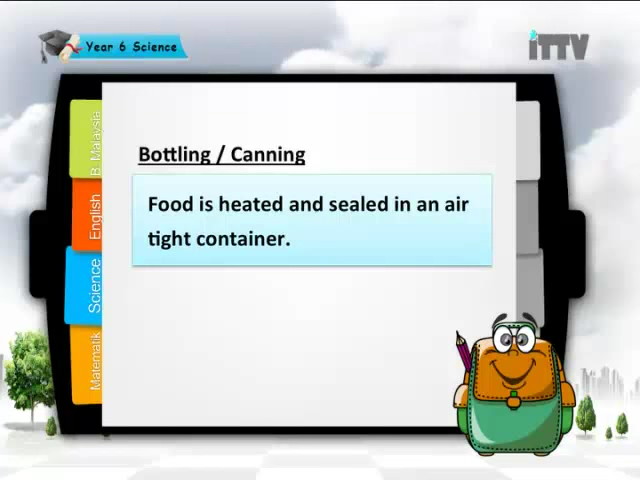 Year 6 Science
iTTV
Bottling / Canning
Food is heated and sealed in an air
tight container.
B. Malaysia
English
Science
Matematik